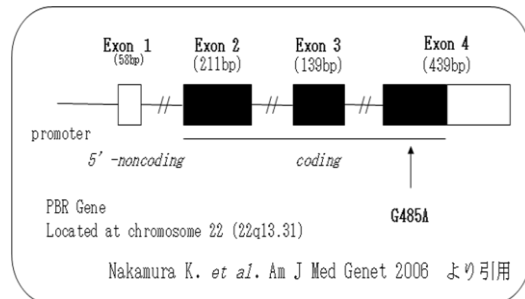 Exon 1 Exon 2 Exon 3 Exon 4
(58bp) (211bp) (139bp) (439bp)
promoter
5'-noncoding coding
G485A
PBR Gene
Located at chromosome 22 (22q13.31)
Nakamura K. et al. Am J Med Genet 2006 より引用